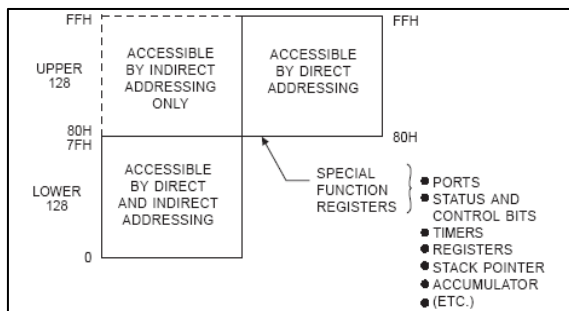 FFH
UPPER
128
80H
7FH
LOWER
128
0
ACCESSIBLE
BY INDIRECT
ADDRESSING
ONLY
ACCESSIBLE
BY DIRECT
ADDRESSING
FFH
80H
ACCESSIBLE
BY DIRECT
AND INDIRECT
ADDRESSING
SPECIAL
FUNCTION
REGISTERS
● PORTS
● STATUS AND
CONTROL BITS
● TIMERS
● REGISTERS
● STACK POINTER
● ACCUMULATOR
● (ETC.)